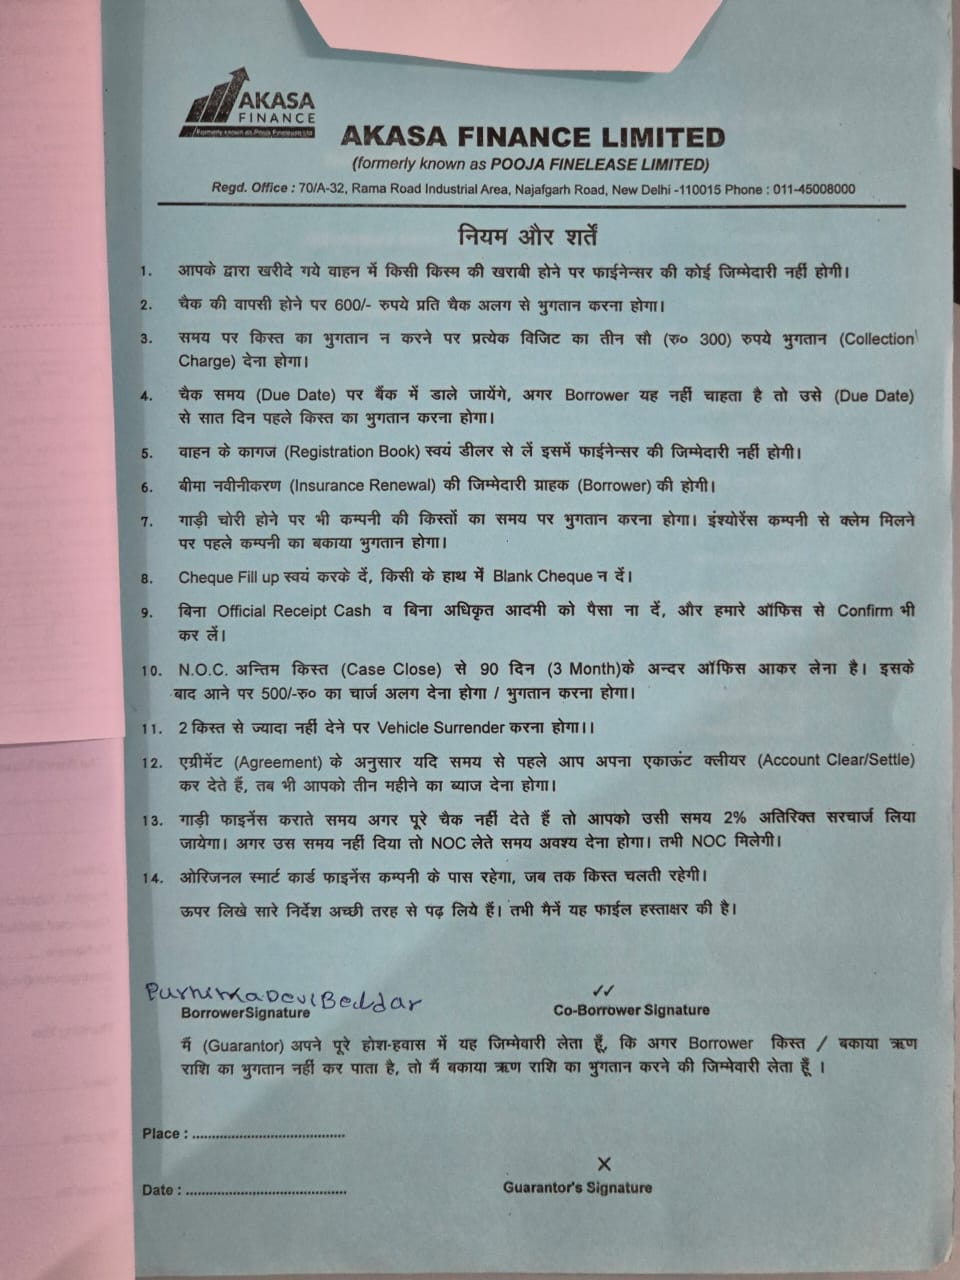 AKASA
FINANCE
(Formerly known as Pooja Finelease Ltd
AKASA FINANCE LIMITED
(formerly known as POOJA FINELEASE LIMITED)
Regd. Office : 70/A-32, Rama Road Industrial Area, Najafgarh Road, New Delhi -110015 Phone : 011-45008000
नियम और शर्तें
1. आपके द्वारा खरीदे गये वाहन में किसी किस्म की खराबी होने पर फाईनेन्सर की कोई जिम्मेदारी नहीं होगी।
2. चैक की वापसी होने पर 600/- रुपये प्रति चैक अलग से भुगतान करना होगा।
3. समय पर किस्त का भुगतान न करने पर प्रत्येक विजिट का तीन सौ (रु० 300) रुपये भुगतान (Collection
Charge) देना होगा।
4. चैक समय (Due Date) पर बैंक में डाले जायेंगे, अगर Borrower यह नहीं चाहता है तो उसे (Due Date)
से सात दिन पहले किस्त का भुगतान करना होगा।
5. वाहन के कागज (Registration Book) स्वयं डीलर से लें इसमें फाईनेन्सर की जिम्मेदारी नहीं होगी।
6. बीमा नवीनीकरण (Insurance Renewal) की जिम्मेदारी ग्राहक (Borrower) की होगी।
7. गाड़ी चोरी होने पर भी कम्पनी की किस्तों का समय पर भुगतान करना होगा। इंश्योरेंस कम्पनी से क्लेम मिलने
पर पहले कम्पनी का बकाया भुगतान होगा।
8. Cheque Fill up स्वयं करके दें, किसी के हाथ में Blank Cheque न दें।
9. बिना Official Receipt Cash व बिना अधिकृत आदमी को पैसा ना दें, और हमारे ऑफिस से Confirm भी
कर लें।
10. N.O.C. अन्तिम किस्त (Case Close) से 90 दिन (3 Month)के अन्दर ऑफिस आकर लेना है। इसके
बाद आने पर 500/-रु० का चार्ज अलग देना होगा / भुगतान करना होगा।
11. 2 किस्त से ज्यादा नहीं देने पर Vehicle Surrender करना होगा।।
12. एग्रीमेंट (Agreement) के अनुसार यदि समय से पहले आप अपना एकाऊंट क्लीयर (Account Clear/Settle)
कर देते हैं, तब भी आपको तीन महीने का ब्याज देना होगा।
13. गाड़ी फाइनेंस कराते समय अगर पूरे चैक नहीं देते हैं तो आपको उसी समय 2% अतिरिक्त सरचार्ज लिया
जायेगा। अगर उस समय नहीं दिया तो NOC लेते समय अवश्य देना होगा। तभी NOC मिलेगी।
14. ओरिजनल स्मार्ट कार्ड फाइनेंस कम्पनी के पास रहेगा, जब तक किस्त चलती रहेगी।
ऊपर लिखे सारे निर्देश अच्छी तरह से पढ़ लिये हैं। तभी मैनें यह फाईल हस्ताक्षर की है।
Purnima Devi Beldar
BorrowerSignature Co-Borrower Signature
मैं (Guarantor) अपने पूरे होश-हवास में यह जिम्मेवारी लेता हूँ, कि अगर Borrower किस्त / बकाया ऋण
राशि का भुगतान नहीं कर पाता है, तो मैं बकाया ऋण राशि का भुगतान करने की जिम्मेवारी लेता हूँ ।
Place : ........................................
X
Date : ........................................... Guarantor's Signature